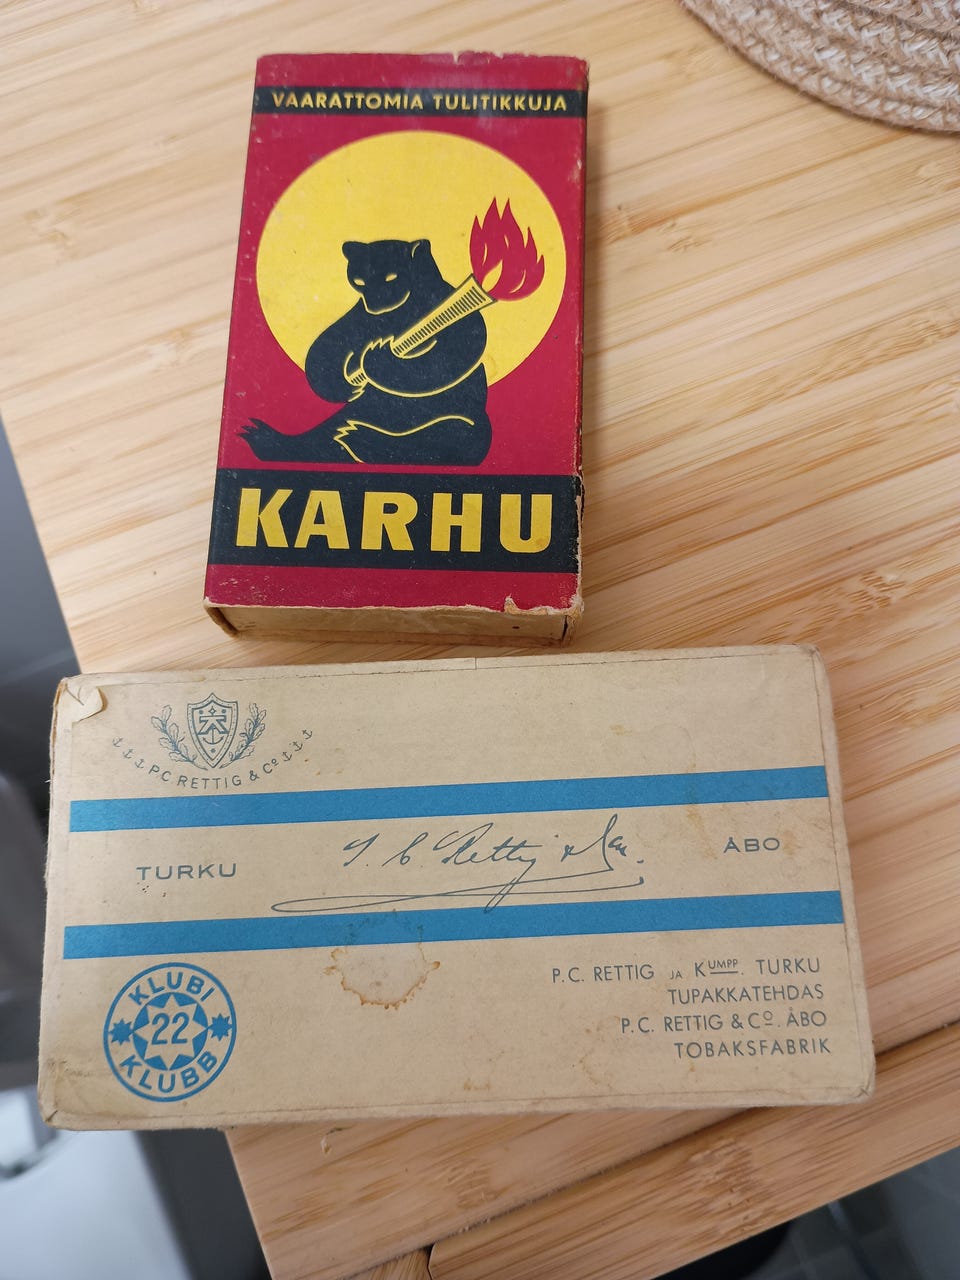 VAARATTOMIA TULITIKKUJA
KARHU
P.C. RETTIG & Cº
TURKU
P. C. Rettig &
ÅBO
KLUBI
22
KLUBB
P.C. RETTIG JA KUMPP. TURKU
TUPAKKATEHDAS
P.C. RETTIG & Cº. ÅBO
TOBAKSFABRIK